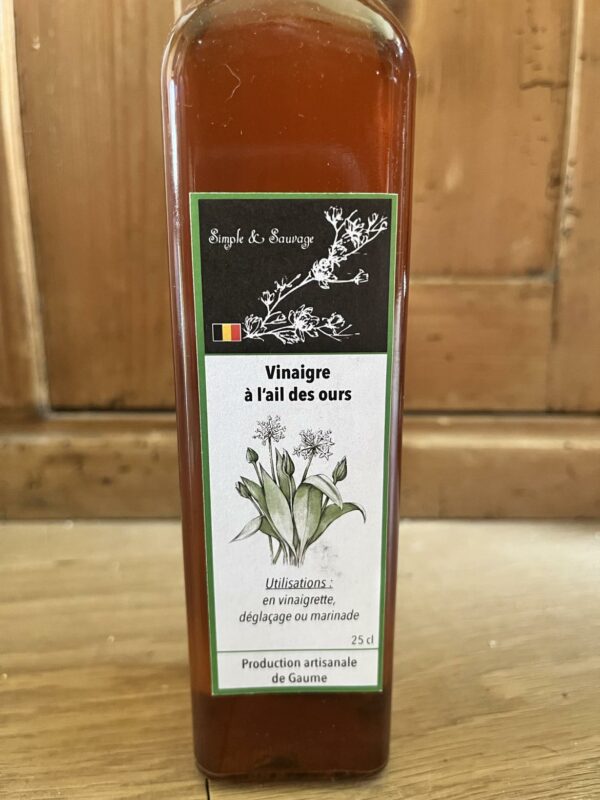 Simple & Sauvage
Vinaigre
à l'ail des ours
Utilisations :
en vinaigrette,
déglaçage ou marinade
25 cl
Production artisanale
de Gaume